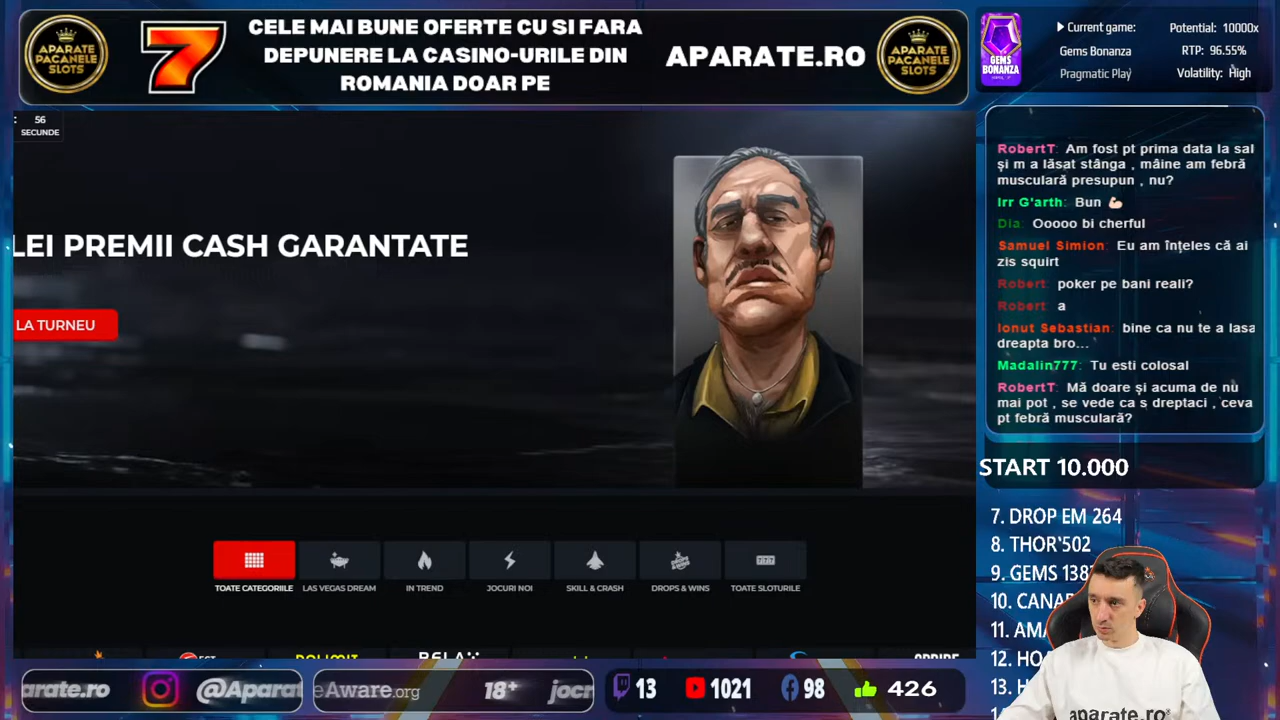 APARATE
PACANELE
SLOTS
7
CELE MAI BUNE OFERTE CU SI FARA
DEPUNERE LA CASINO-URILE DIN
ROMANIA DOAR PE
APARATE.RO
APARATE
PACANELE
SLOTS
GEMS
BONANZA
Current game:
Gems Bonanza
Pragmatic Play
Potential: 10000x
RTP: 96.55%
Volatility: High
: 56
SECUNDE
LEI PREMII CASH GARANTATE
LA TURNEU
RobertT: Am fost pt prima data la sal
și m a lăsat stânga , mâine am febră
musculară presupun , nu?
Irr G'arth: Bun 💪🏻
Dia: Ooooo bi cherful
Samuel Simion: Eu am înțeles că ai
zis squirt
Robert: poker pe bani reali?
Robert: a
Ionut Sebastian: bine ca nu te a lasa
dreapta bro...
Madalin777: Tu esti colosal
RobertT: Mă doare și acuma de nu
mai pot , se vede ca s dreptaci , ceva
pt febră musculară?
START 10.000
7. DROP EM 264
8. THOR`502
9. GEMS 138
10. CANA
11. AMA
12. HO
13. H
TOATE CATEGORIILE
LAS VEGAS DREAM
IN TREND
JOCURI NOI
SKILL & CRASH
DROPS & WINS
TOATE SLOTURILE
arate.ro
@Aparat
eAware.org
18+
jocr
13
1021
98
426
aparate.ro